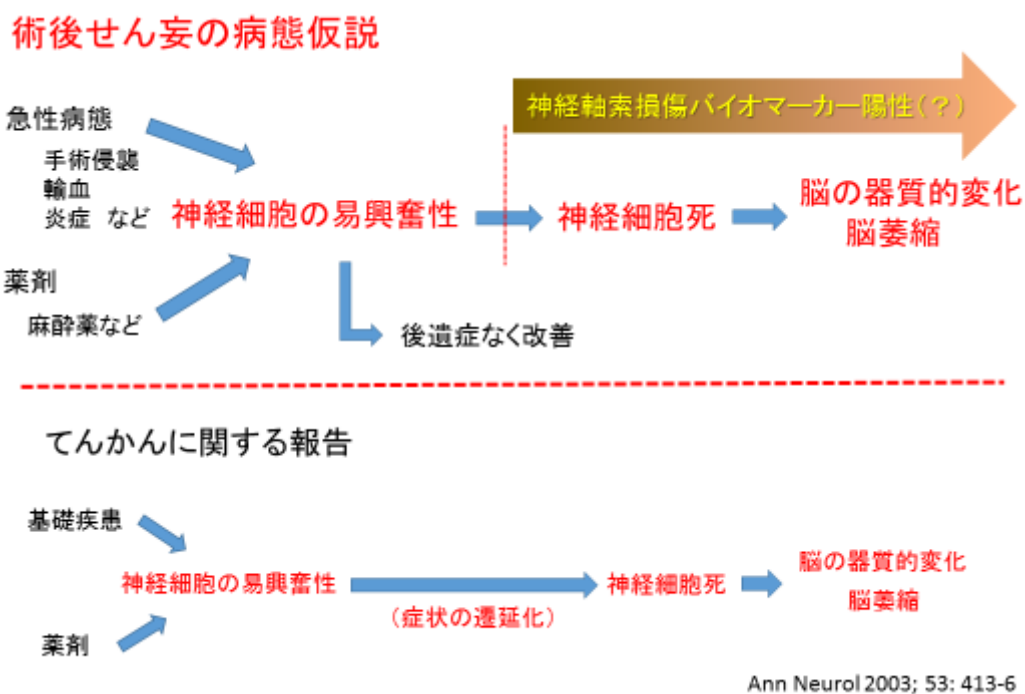 術後せん妄の病態仮説
神経軸索損傷バイオマーカー陽性(?)
急性病態
手術侵襲
輸血
炎症 など
神経細胞の易興奮性
神経細胞死
脳の器質的変化
脳萎縮
薬剤
麻酔薬など
後遺症なく改善
てんかんに関する報告
基礎疾患
神経細胞の易興奮性
(症状の遷延化)
神経細胞死
脳の器質的変化
脳萎縮
薬剤
Ann Neurol 2003; 53: 413-6